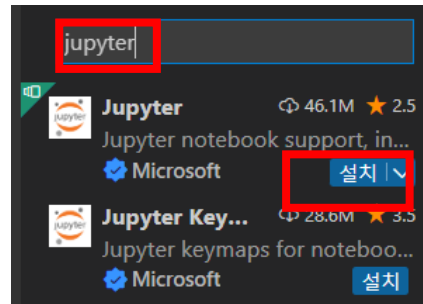 jupyter
Jupyter 46.1M ★ 2.5
Jupyter notebook support, in...
Microsoft 설치
Jupyter Key... 28.6M ★ 3.5
Jupyter keymaps for noteboo...
Microsoft 설치